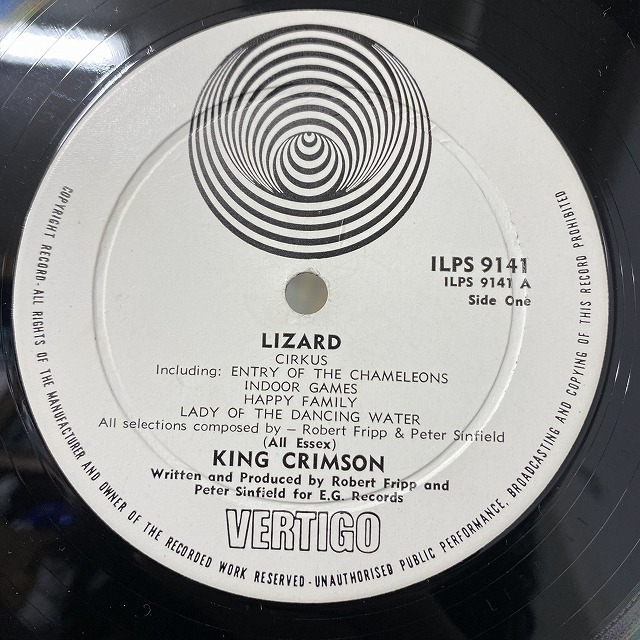 ILPS 9141
ILPS 9141 A
Side One
LIZARD
CIRKUS
Including: ENTRY OF THE CHAMELEONS
INDOOR GAMES
HAPPY FAMILY
LADY OF THE DANCING WATER
All selections composed by – Robert Fripp & Peter Sinfield
(All Essex)
KING CRIMSON
Written and Produced by Robert Fripp and
Peter Sinfield for E.G. Records
VERTIGO
COPYRIGHT RECORD - ALL RIGHTS OF THE MANUFACTURER AND OWNER OF THE RECORDED WORK RESERVED - UNAUTHORISED PUBLIC PERFORMANCE, BROADCASTING AND COPYING OF THIS RECORD PROHIBITED